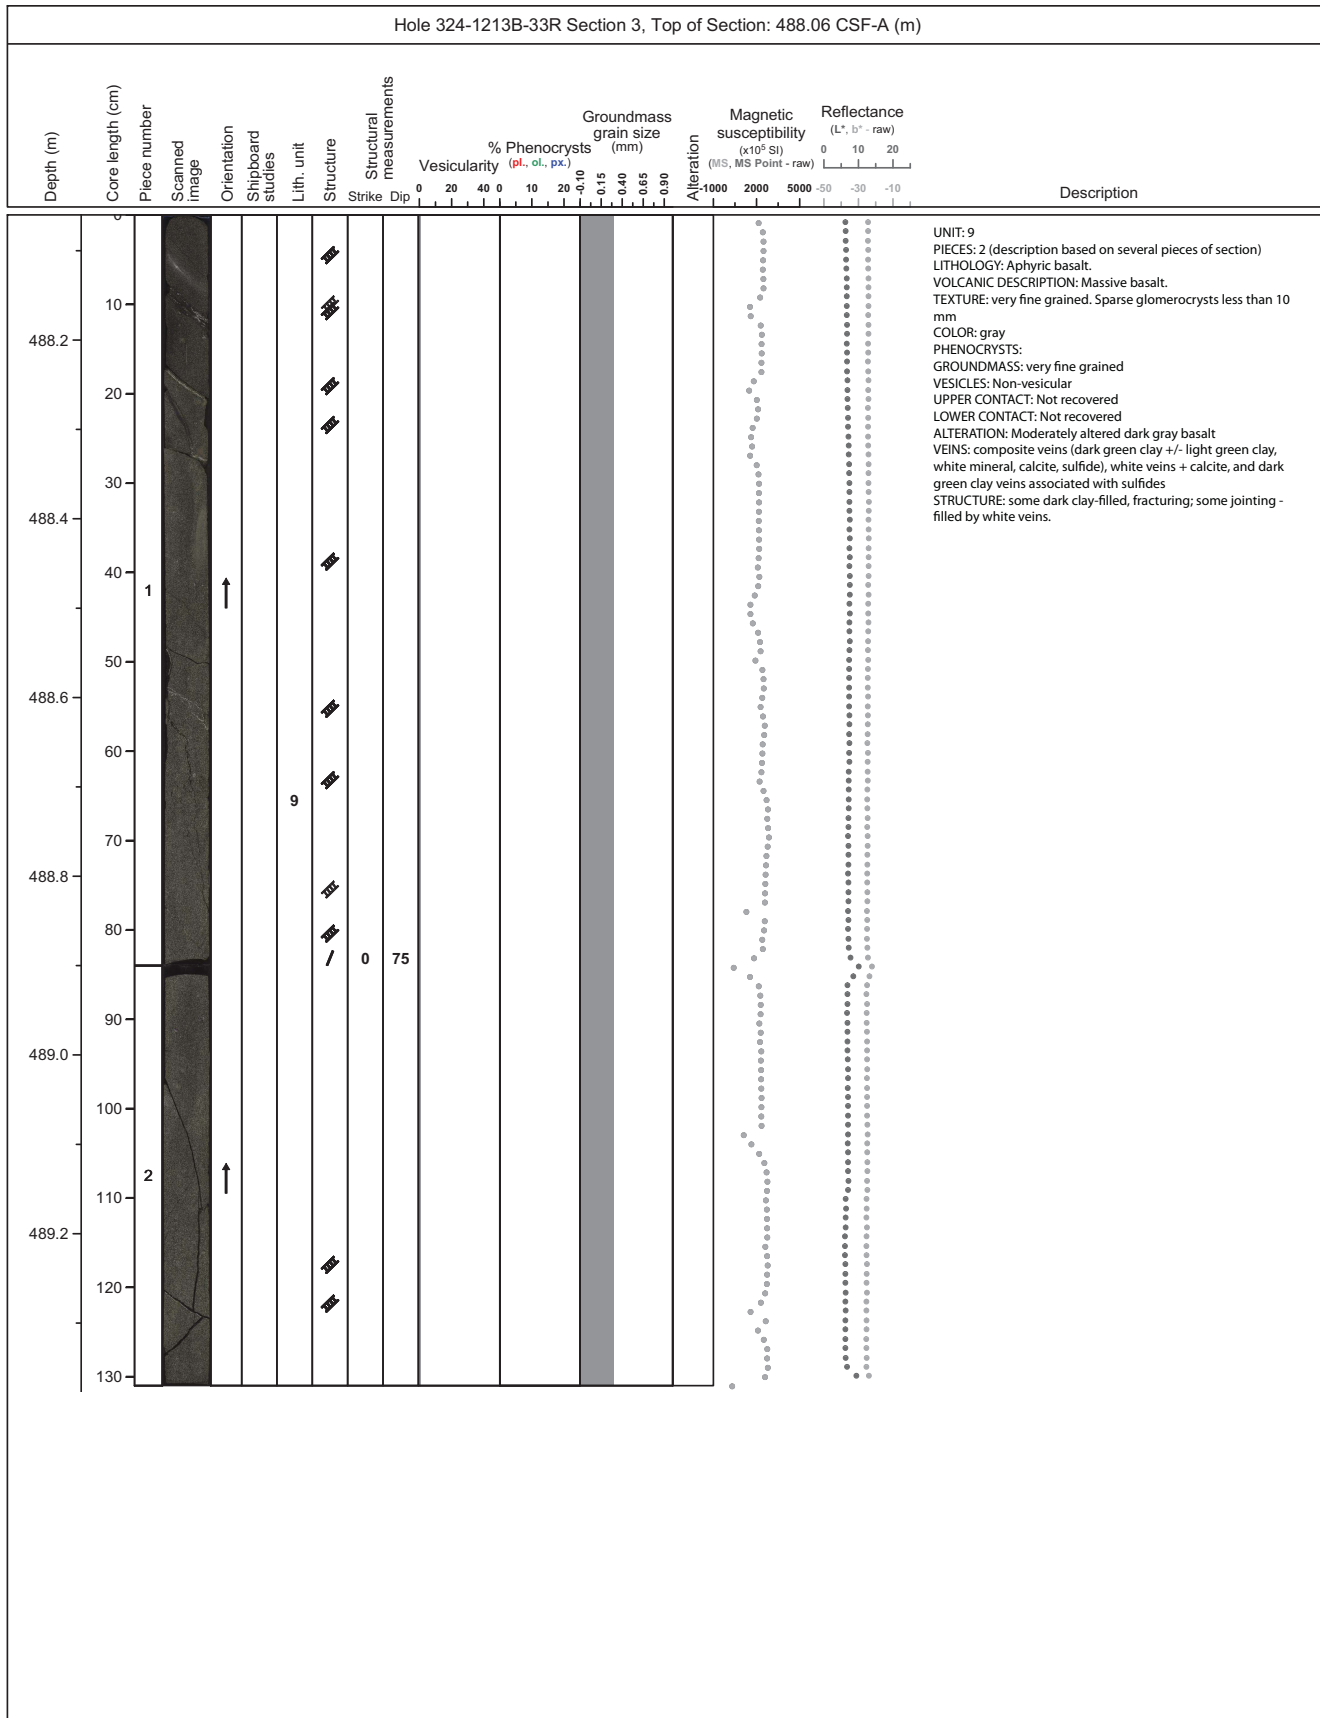 Hole 324-1213B-33R Section 3, Top of Section: 488.06 CSF-A (m)
Depth (m)
Core length (cm)
Piece number
Scanned
image
Orientation
Shipboard
studies
Lith. unit
Structure
Structural
measurements
Strike Dip
Vesicularity
0 20 40
% Phenocrysts
(pl., ol., px.)
0 10 20
Groundmass
grain size
(mm)
-0.10 0.15 0.40 0.65 0.90
Alteration
Magnetic
susceptibility
(x10⁵ SI)
(MS, MS Point - raw)
-1000 2000 5000
Reflectance
(L*, b* - raw)
0 10 20
-50 -30 -10
Description
0
10
488.2
20
30
488.4
40
1
50
488.6
60
9
70
488.8
80
0 75
90
489.0
100
2
110
489.2
120
130
UNIT: 9
PIECES: 2 (description based on several pieces of section)
LITHOLOGY: Aphyric basalt.
VOLCANIC DESCRIPTION: Massive basalt.
TEXTURE: very fine grained. Sparse glomerocrysts less than 10
mm
COLOR: gray
PHENOCRYSTS:
GROUNDMASS: very fine grained
VESICLES: Non-vesicular
UPPER CONTACT: Not recovered
LOWER CONTACT: Not recovered
ALTERATION: Moderately altered dark gray basalt
VEINS: composite veins (dark green clay +/- light green clay,
white mineral, calcite, sulfide), white veins + calcite, and dark
green clay veins associated with sulfides
STRUCTURE: some dark clay-filled, fracturing; some jointing -
filled by white veins.